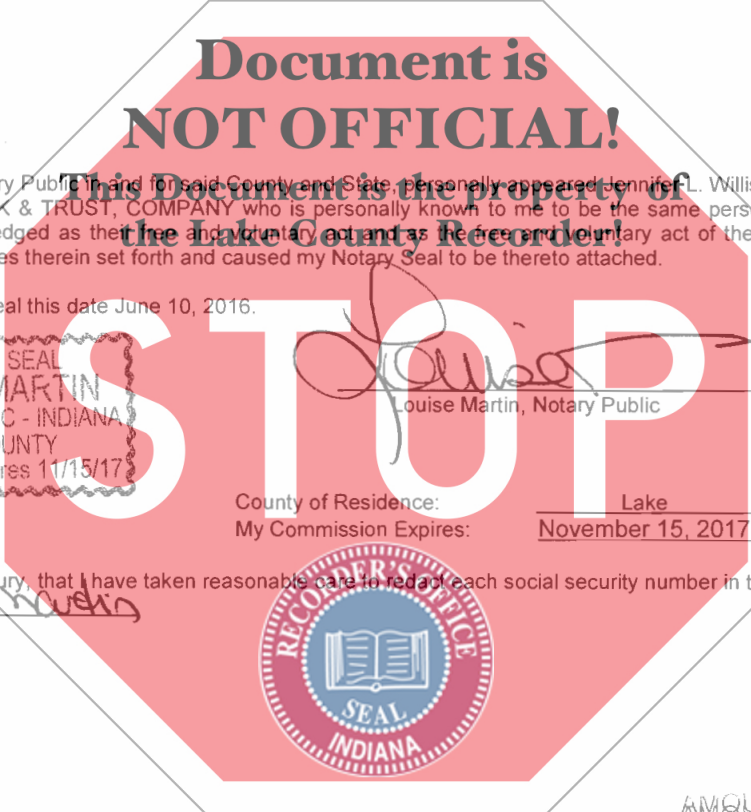 Document is
NOT OFFICIAL!
This Document is the property of
the Lake County Recorder!
ry Public in and for said County and State, personally appeared Jennifer L. Willis
K & TRUST, COMPANY who is personally known to me to be the same pers
edged as their free and voluntary act and as the free and voluntary act of the
es therein set forth and caused my Notary Seal to be thereto attached.
eal this date June 10, 2016.
STOP
SEAL
MARTIN
C - INDIANA
UNTY
res 11/15/17
Louise
Louise Martin, Notary Public
County of Residence: Lake
My Commission Expires: November 15, 2017
ury, that I have taken reasonable care to redact each social security number in t
RECORDER'S OFFICE
SEAL
INDIANA